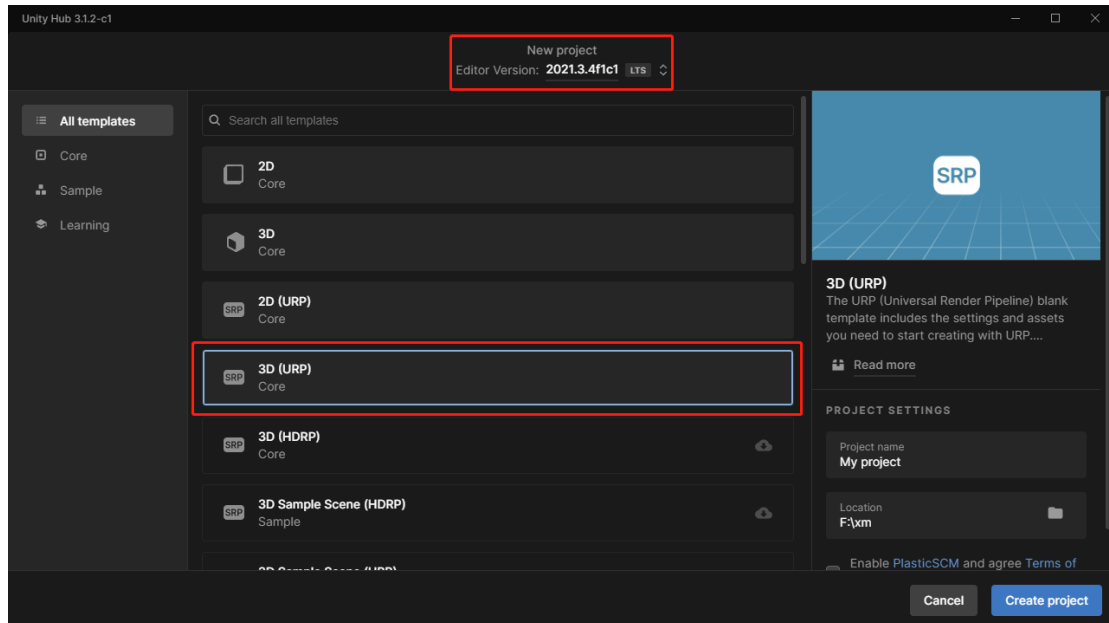 Unity Hub 3.1.2-c1
New project
Editor Version: 2021.3.4f1c1 LTS
All templates
Core
Sample
Learning
Search all templates
2D
Core
3D
Core
SRP
2D (URP)
Core
SRP
3D (URP)
Core
SRP
3D (HDRP)
Core
SRP
3D Sample Scene (HDRP)
Sample
SRP
3D (URP)
The URP (Universal Render Pipeline) blank
template includes the settings and assets
you need to start creating with URP....
Read more
PROJECT SETTINGS
Project name
My project
Location
F:\xm
Enable PlasticSCM and agree Terms of
Cancel
Create project